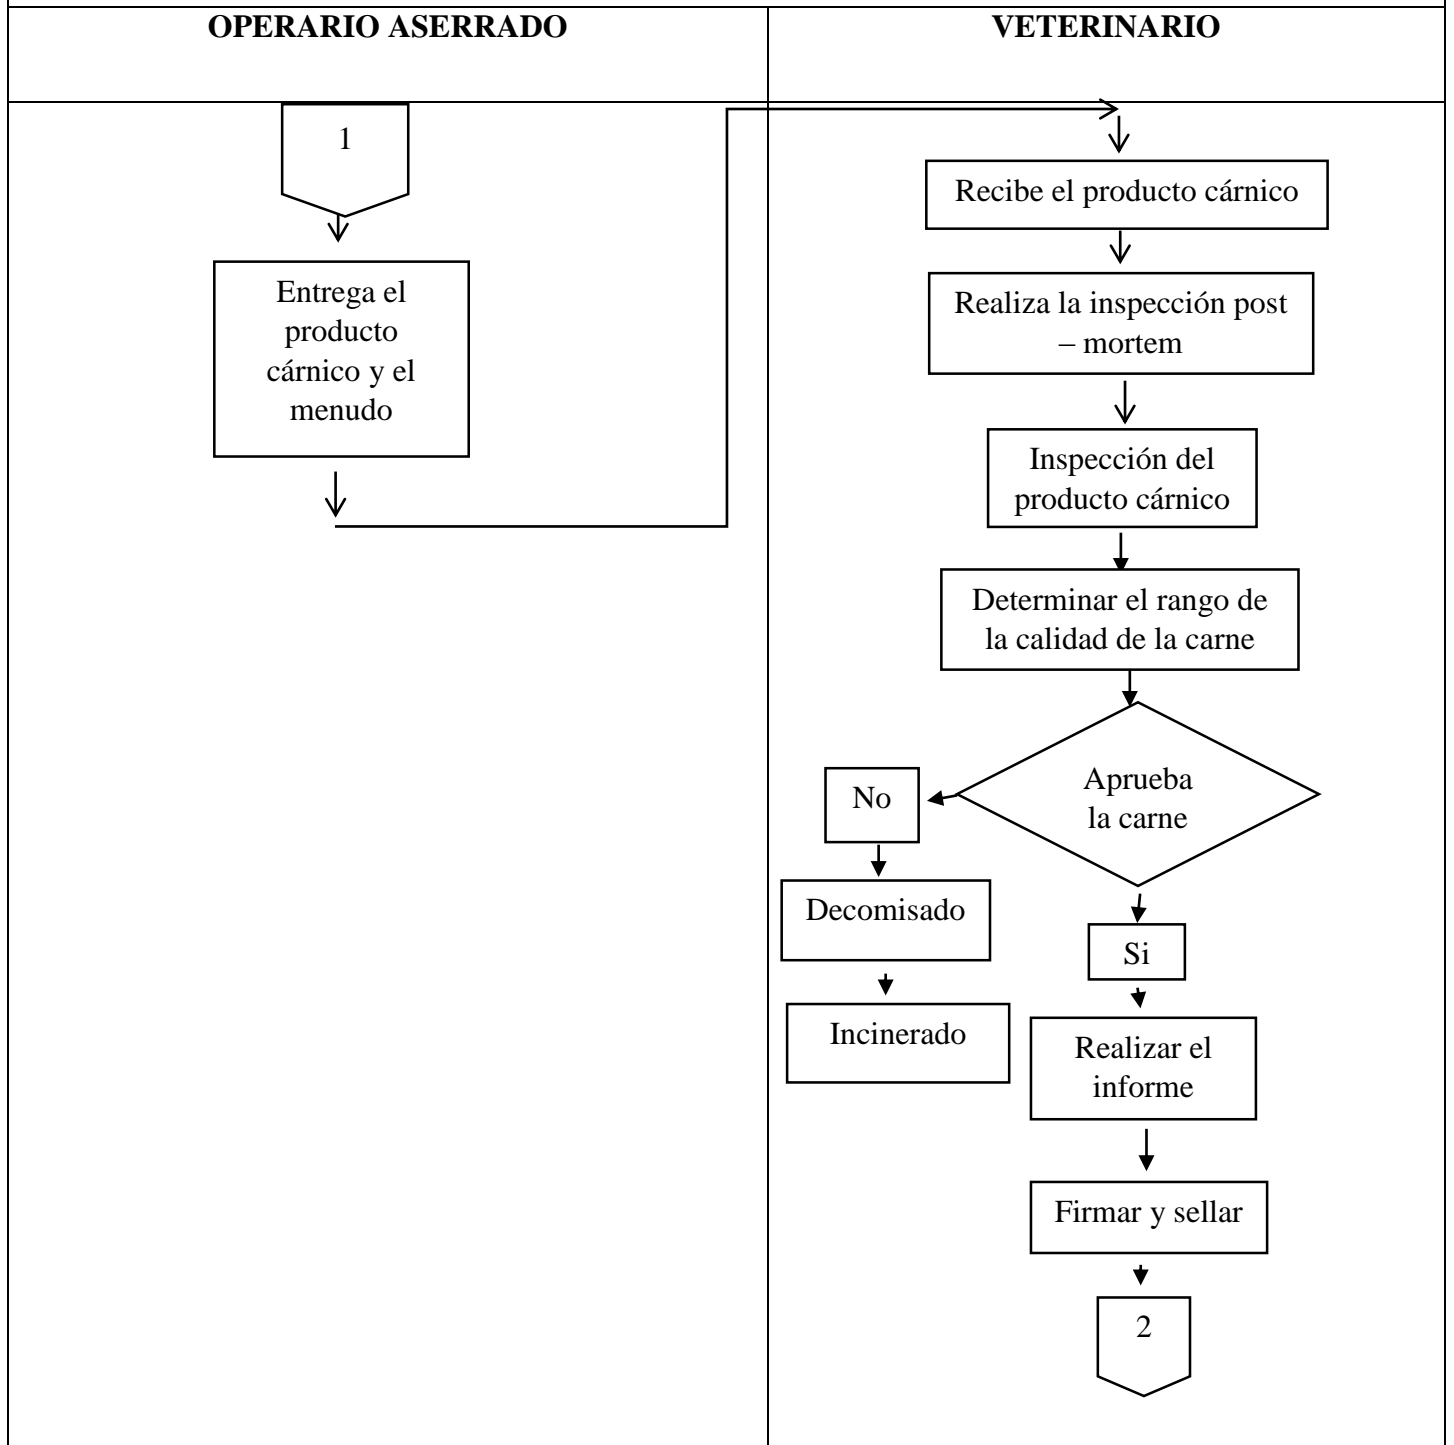 OPERARIO ASERRADO
VETERINARIO
1
Entrega el
producto
cárnico y el
menudo
Recibe el producto cárnico
Realiza la inspección post
– mortem
Inspección del
producto cárnico
Determinar el rango de
la calidad de la carne
Aprueba
la carne
No
Decomisado
Incinerado
Si
Realizar el
informe
Firmar y sellar
2